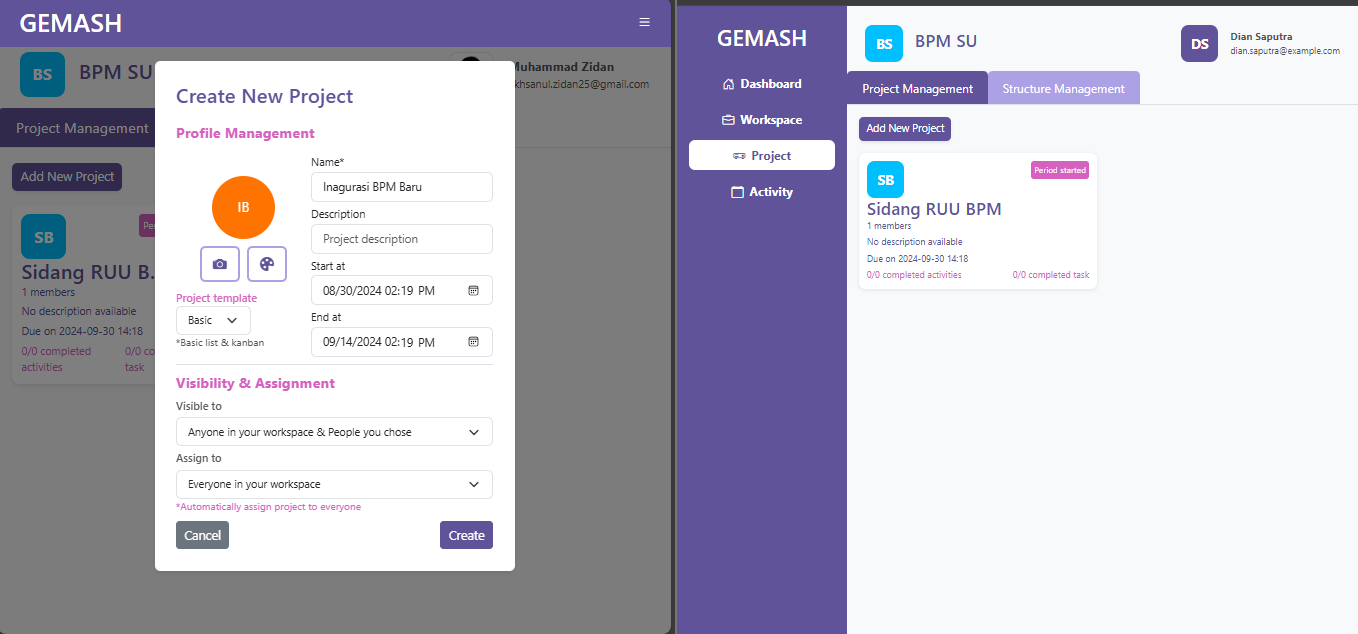 GEMASH
BS
BPM SU
Muhammad Zidan
khsanul.zidan25@gmail.com
Project Management
Add New Project
SB
Sidang RUU B...
1 members
No description available
Due on 2024-09-30 14:18
0/0 completed
activities
0/0 co
task
Create New Project
Profile Management
IB
Project template
Basic
*Basic list & kanban
Name*
Inagurasi BPM Baru
Description
Project description
Start at
08/30/2024 02:19 PM
End at
09/14/2024 02:19 PM
Visibility & Assignment
Visible to
Anyone in your workspace & People you chose
Assign to
Everyone in your workspace
*Automatically assign project to everyone
Cancel
Create
GEMASH
Dashboard
Workspace
Project
Activity
BS
BPM SU
DS
Dian Saputra
dian.saputra@example.com
Project Management
Structure Management
Add New Project
SB
Period started
Sidang RUU BPM
1 members
No description available
Due on 2024-09-30 14:18
0/0 completed activities
0/0 completed task